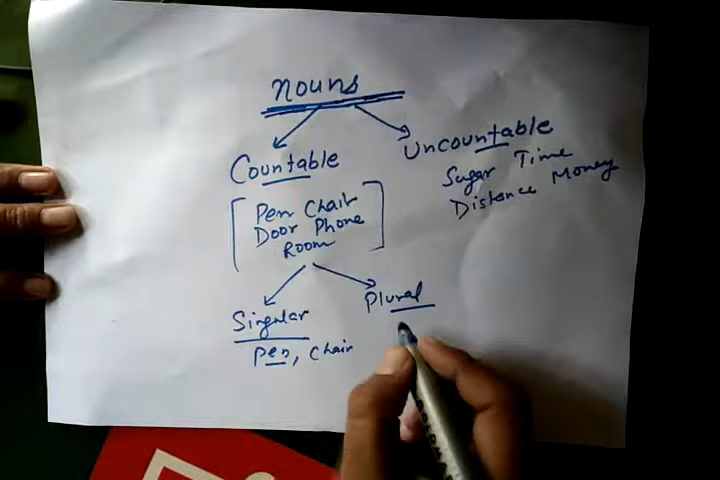 nouns
Countable
Uncountable
Pen Chair
Door Phone
Room
Sugar Time
Distance Money
Singular
Pen, Chair
Plural